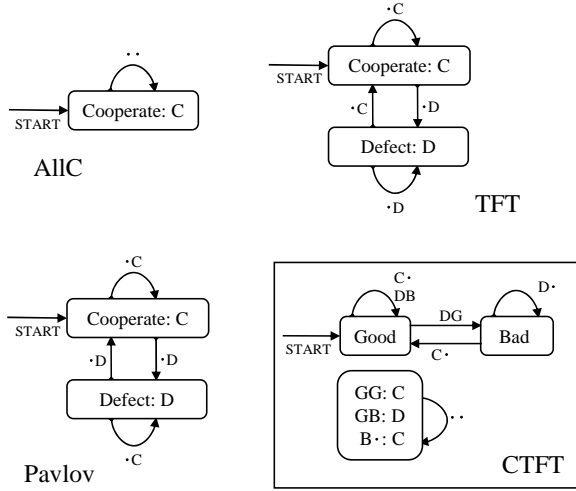 · ·
START
Cooperate: C
AllC
· C
START
Cooperate: C
· C
· D
Defect: D
· D
TFT
· C
START
Cooperate: C
· D
· D
Defect: D
· C
Pavlov
C ·
DB
D ·
START
Good
DG
C ·
Bad
GG: C
GB: D
B · : C
· ·
CTFT